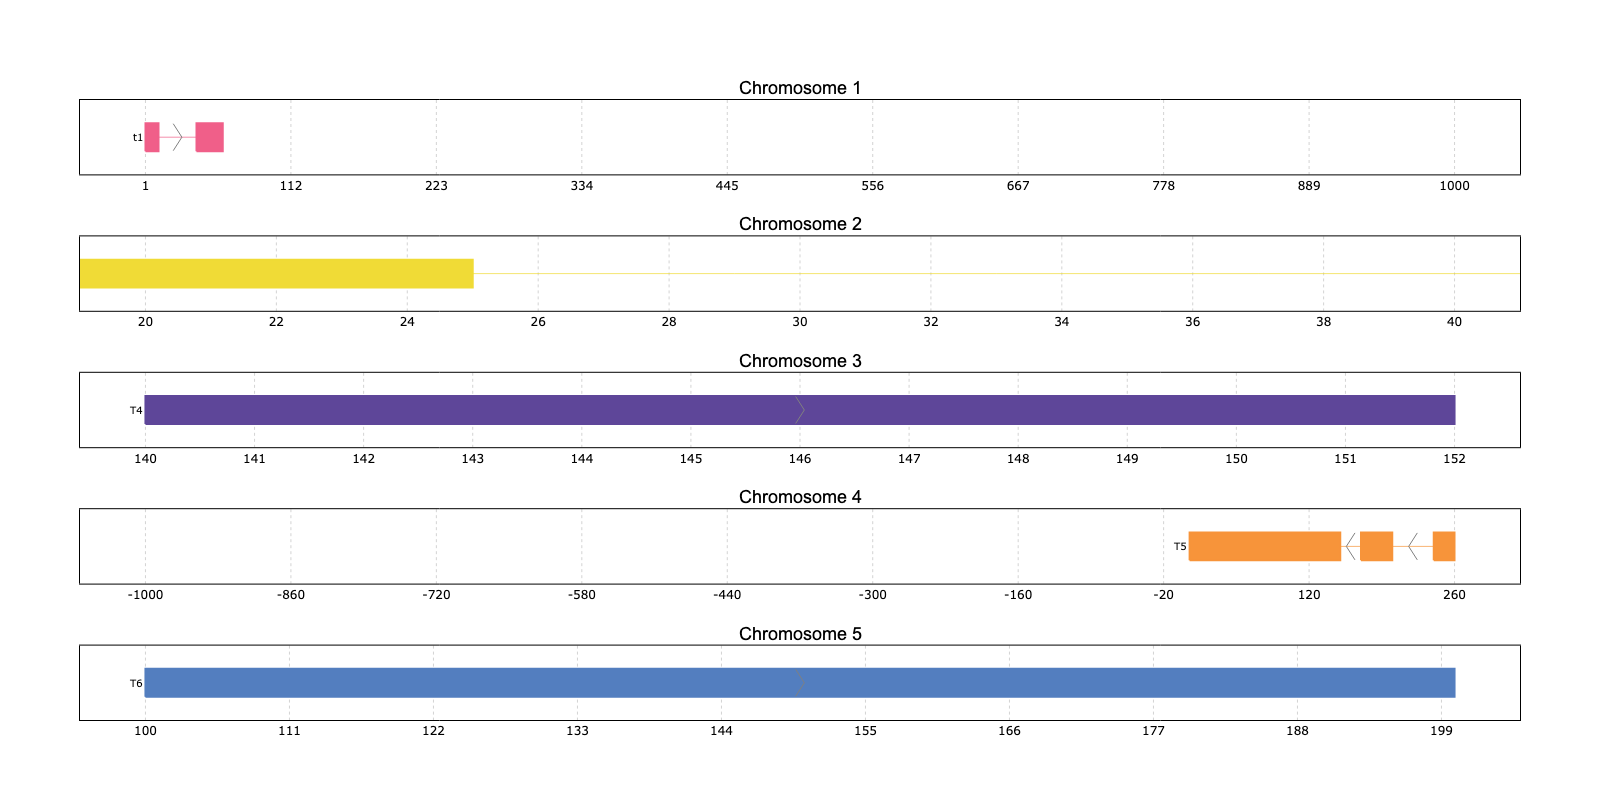 Chromosome 1
t1
1 112 223 334 445 556 667 778 889 1000
Chromosome 2
20 22 24 26 28 30 32 34 36 38 40
Chromosome 3
T4
140 141 142 143 144 145 146 147 148 149 150 151 152
Chromosome 4
T5
-1000 -860 -720 -580 -440 -300 -160 -20 120 260
Chromosome 5
T6
100 111 122 133 144 155 166 177 188 199